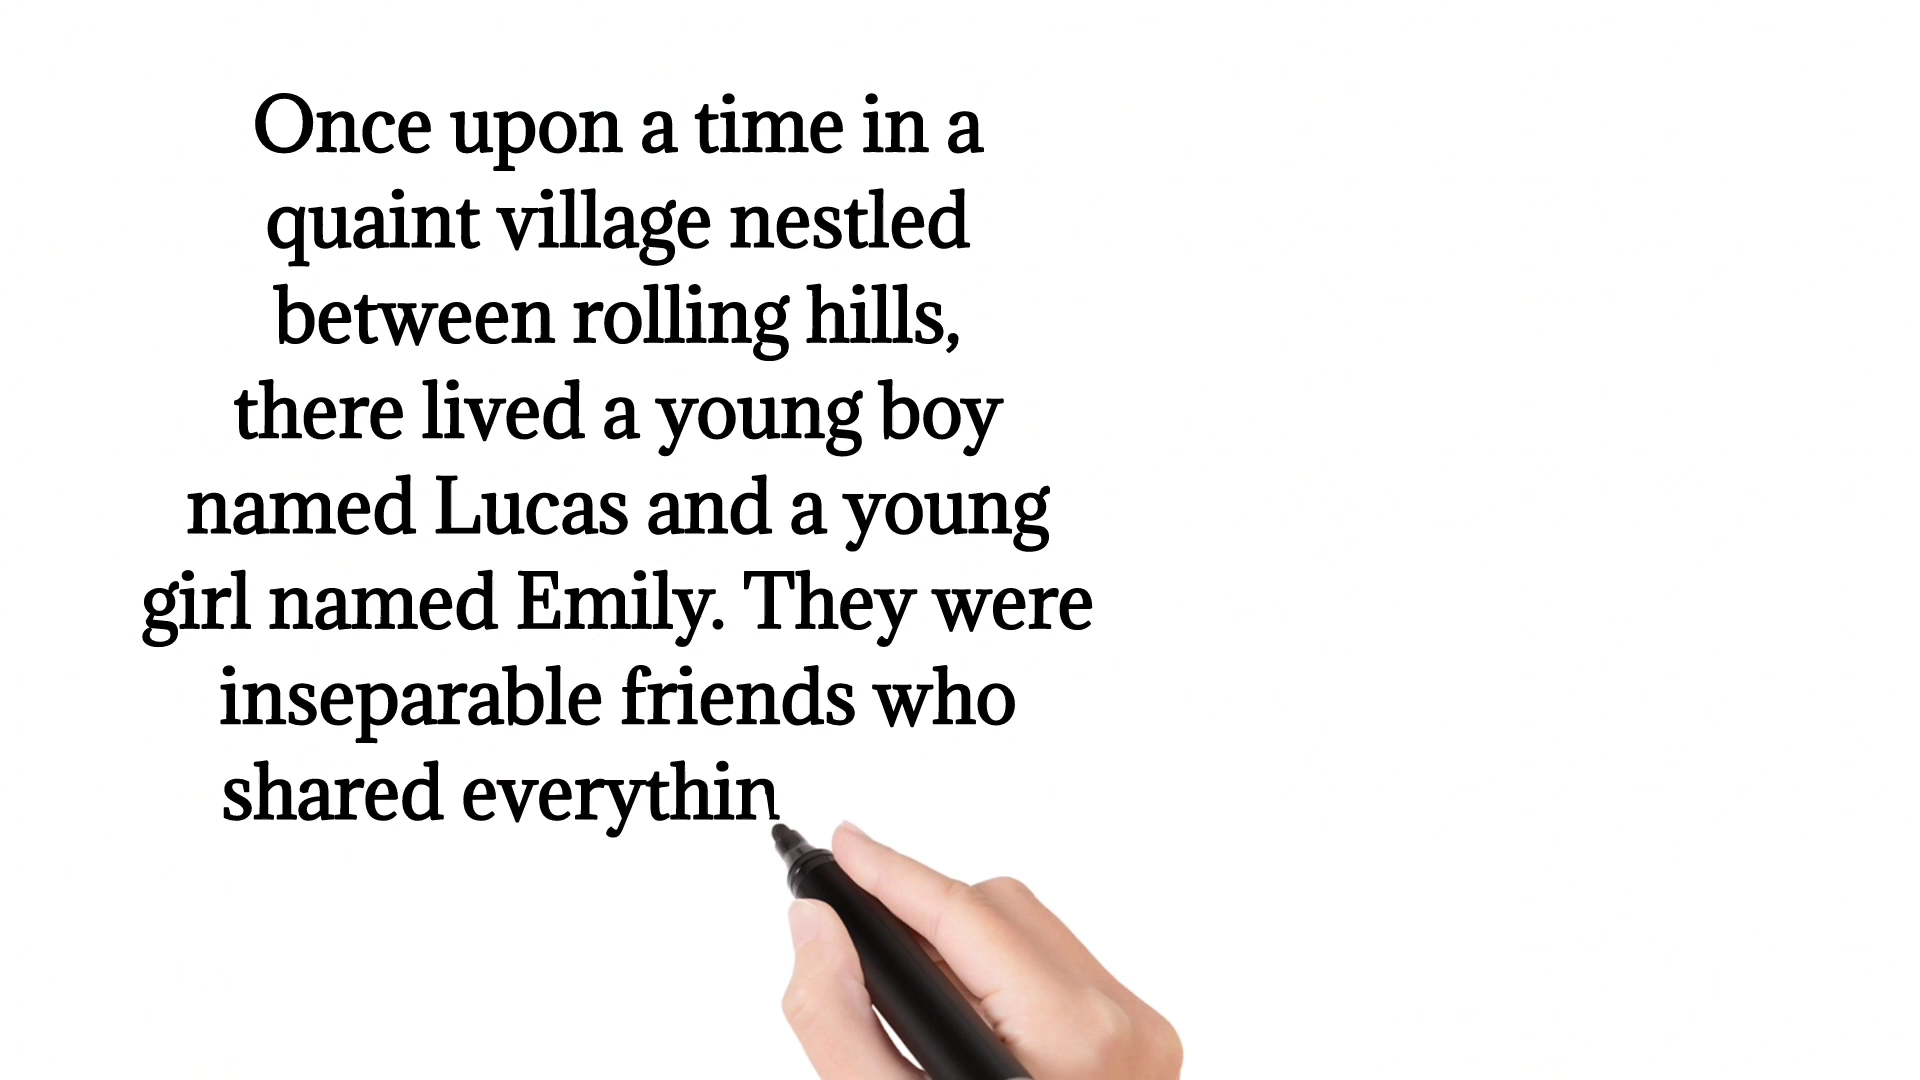 Once upon a time in a
quaint village nestled
between rolling hills,
there lived a young boy
named Lucas and a young
girl named Emily. They were
inseparable friends who
shared everythin